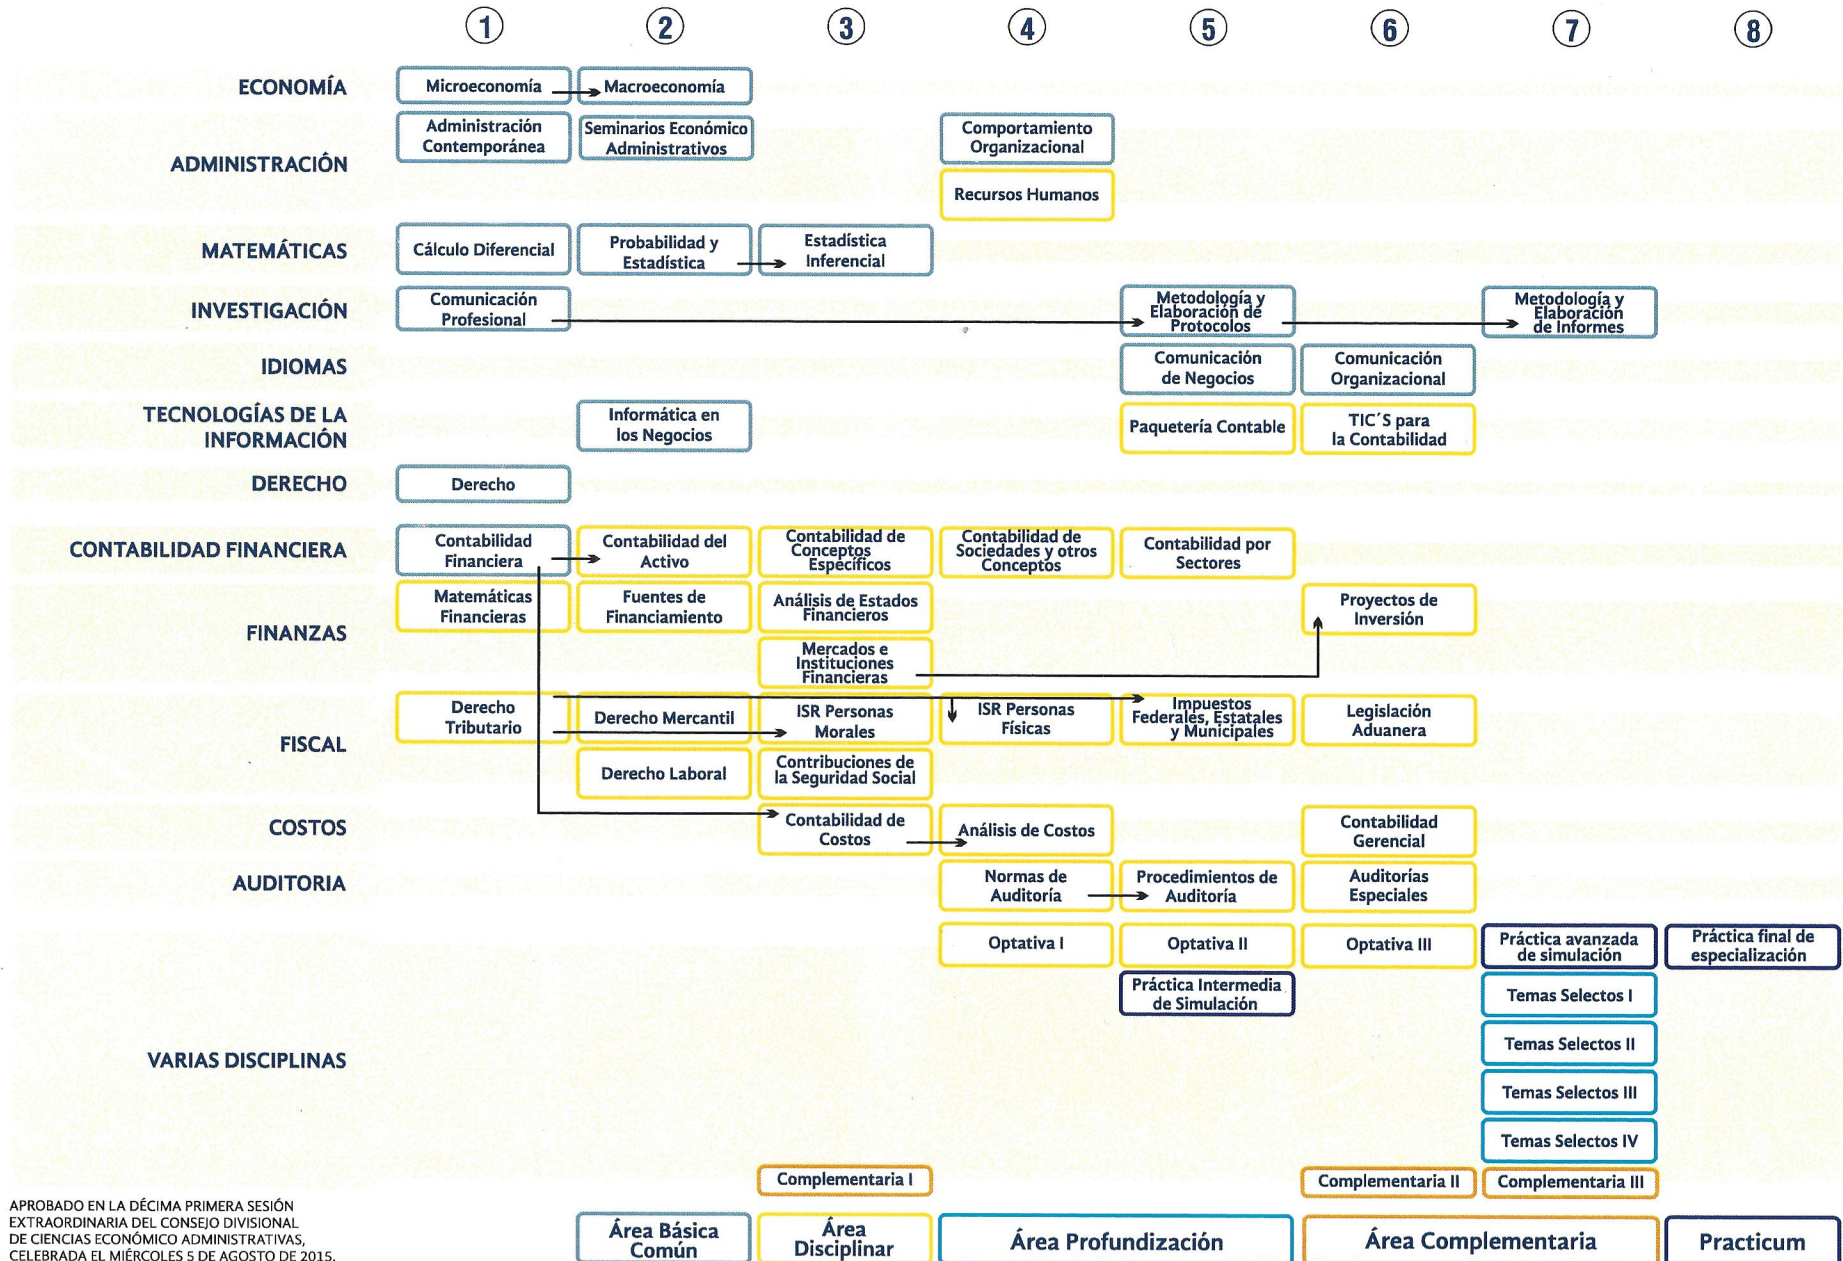 1 2 3 4 5 6 7 8
ECONOMÍA
Microeconomía
Macroeconomía
ADMINISTRACIÓN
Administración
Contemporánea
Seminarios Económico
Administrativos
Comportamiento
Organizacional
Recursos Humanos
MATEMÁTICAS
Cálculo Diferencial
Probabilidad y
Estadística
Estadística
Inferencial
INVESTIGACIÓN
Comunicación
Profesional
Metodología y
Elaboración de
Protocolos
Metodología y
Elaboración
de Informes
IDIOMAS
Comunicación
de Negocios
Comunicación
Organizacional
TECNOLOGÍAS DE LA
INFORMACIÓN
Informática en
los Negocios
Paquetería Contable
TIC´S para
la Contabilidad
DERECHO
Derecho
CONTABILIDAD FINANCIERA
Contabilidad
Financiera
Contabilidad del
Activo
Contabilidad de
Conceptos
Específicos
Contabilidad de
Sociedades y otros
Conceptos
Contabilidad por
Sectores
FINANZAS
Matemáticas
Financieras
Fuentes de
Financiamiento
Análisis de Estados
Financieros
Proyectos de
Inversión
Mercados e
Instituciones
Financieras
FISCAL
Derecho
Tributario
Derecho Mercantil
ISR Personas
Morales
ISR Personas
Físicas
Impuestos
Federales, Estatales
y Municipales
Legislación
Aduanera
Derecho Laboral
Contribuciones de
la Seguridad Social
COSTOS
Contabilidad de
Costos
Análisis de Costos
Contabilidad
Gerencial
AUDITORIA
Normas de
Auditoría
Procedimientos de
Auditoría
Auditorías
Especiales
VARIAS DISCIPLINAS
Optativa I
Optativa II
Optativa III
Práctica avanzada
de simulación
Práctica final de
especialización
Práctica Intermedia
de Simulación
Temas Selectos I
Temas Selectos II
Temas Selectos III
Temas Selectos IV
Complementaria I
Complementaria II
Complementaria III
APROBADO EN LA DÉCIMA PRIMERA SESIÓN
EXTRAORDINARIA DEL CONSEJO DIVISIONAL
DE CIENCIAS ECONÓMICO ADMINISTRATIVAS,
CELEBRADA EL MIÉRCOLES 5 DE AGOSTO DE 2015.
Área Básica
Común
Área
Disciplinar
Área Profundización
Área Complementaria
Practicum